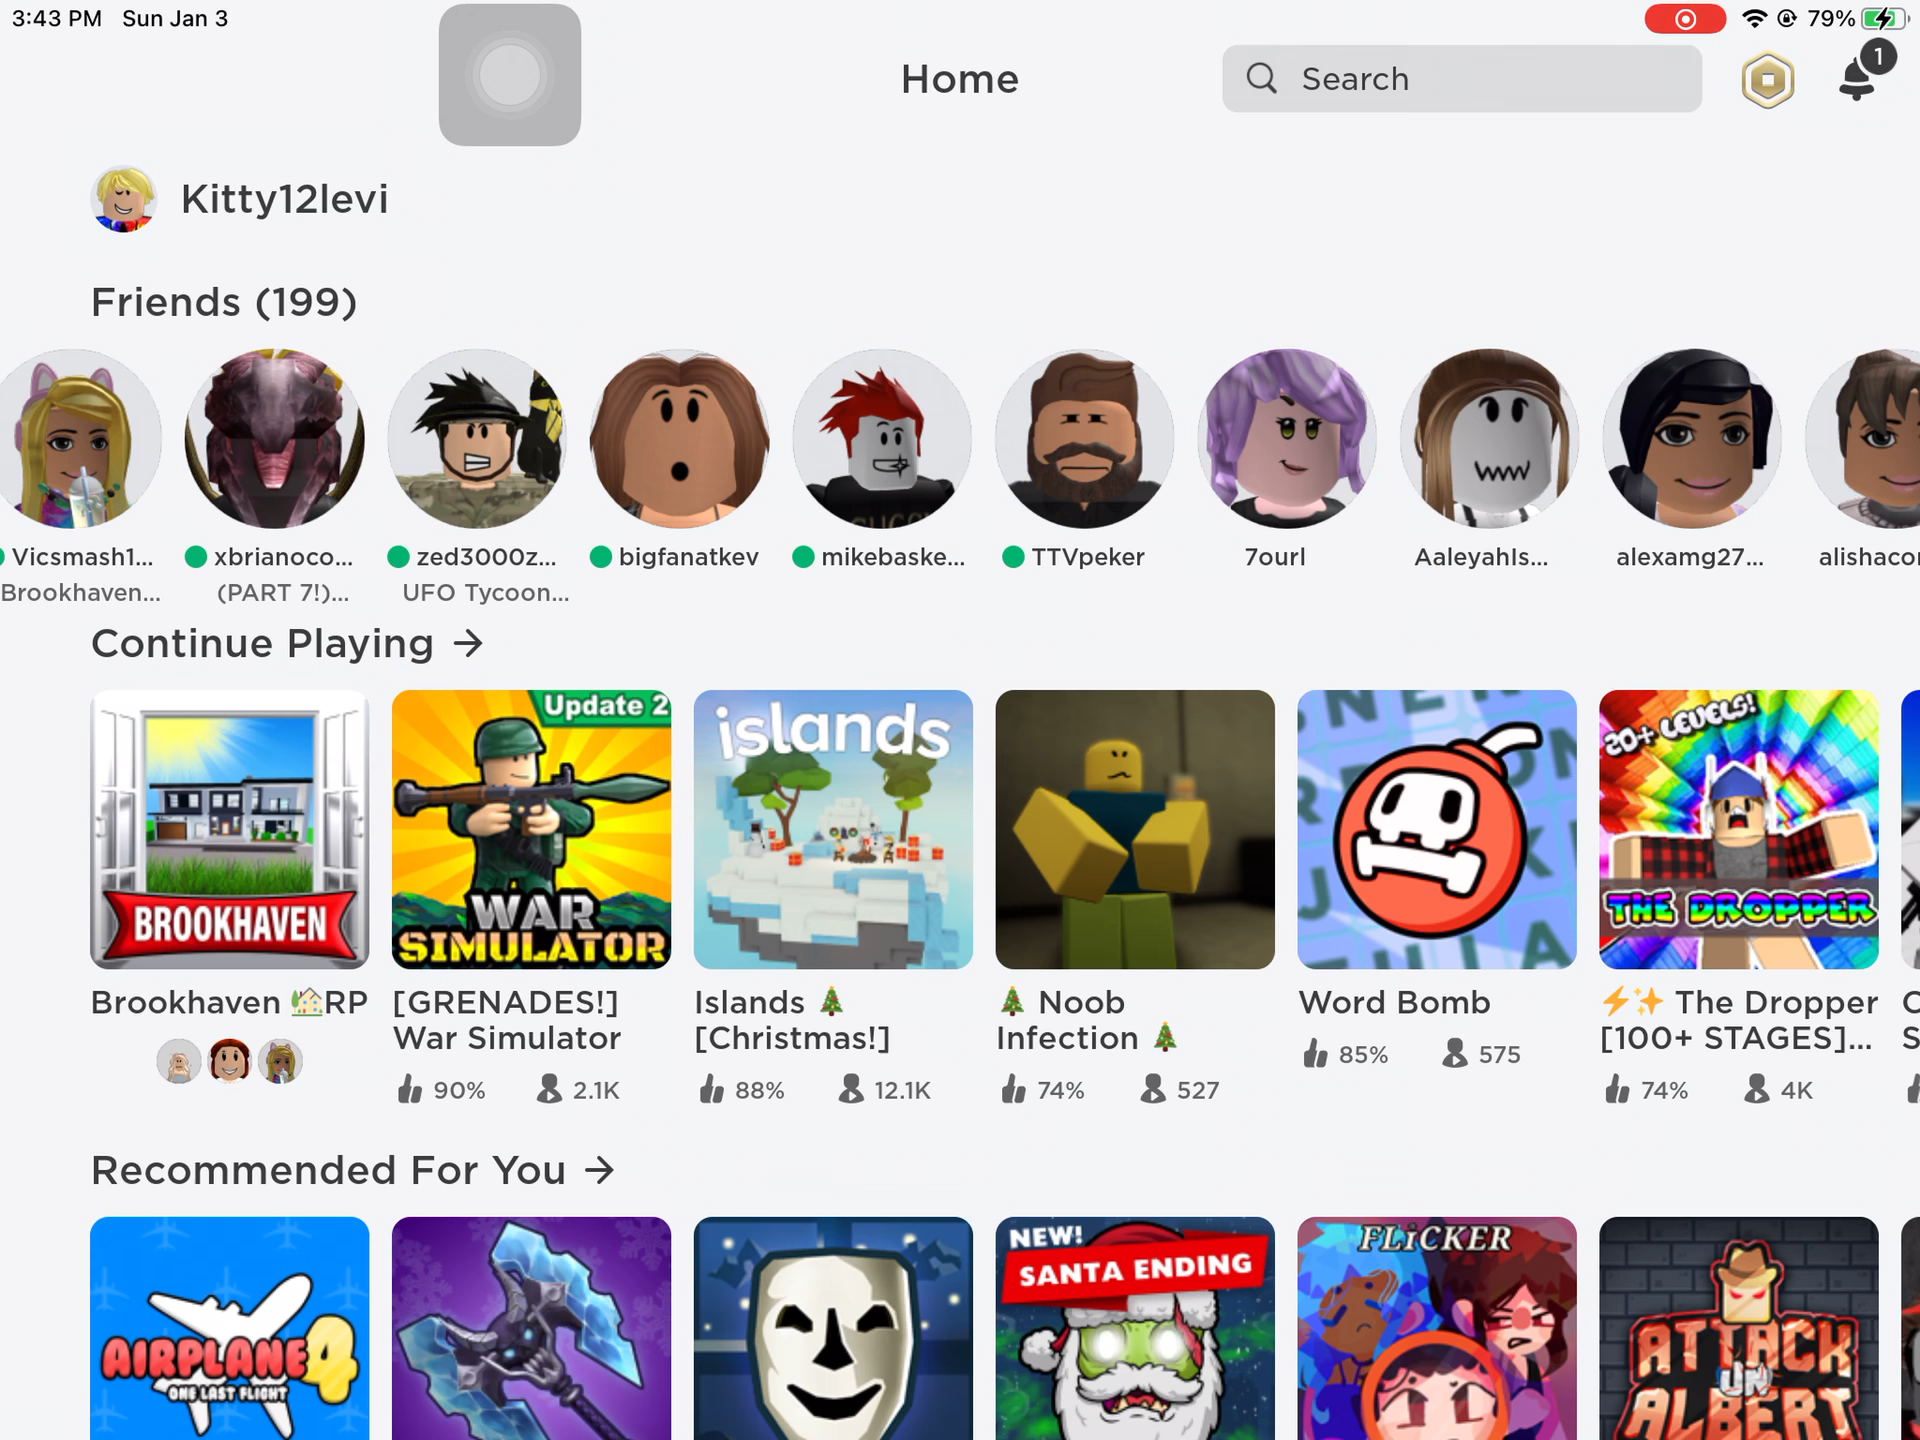 3:43 PM Sun Jan 3
79%
Home
Search
1
Kitty12levi
Friends (199)
Vicsmash1...
xbrianoco...
zed3000z...
bigfanatkev
mikebaske...
TTVpeker
7ourl
AaleyahIs...
alexamg27...
alishaco
Brookhaven...
(PART 7!)...
UFO Tycoon...
Continue Playing →
BROOKHAVEN
Update 2
WAR
SIMULATOR
islands
20+ LEVELS!
THE DROPPER
Brookhaven 🏡RP
[GRENADES!]
War Simulator
90% 2.1K
Islands 🎄
[Christmas!]
88% 12.1K
🎄 Noob
Infection 🎄
74% 527
Word Bomb
85% 575
⚡✨ The Dropper
[100+ STAGES]...
74% 4K
Recommended For You →
AIRPLANE 4
ONE LAST FLIGHT
NEW!
SANTA ENDING
FLiCKER
ATTACK
ALBERT